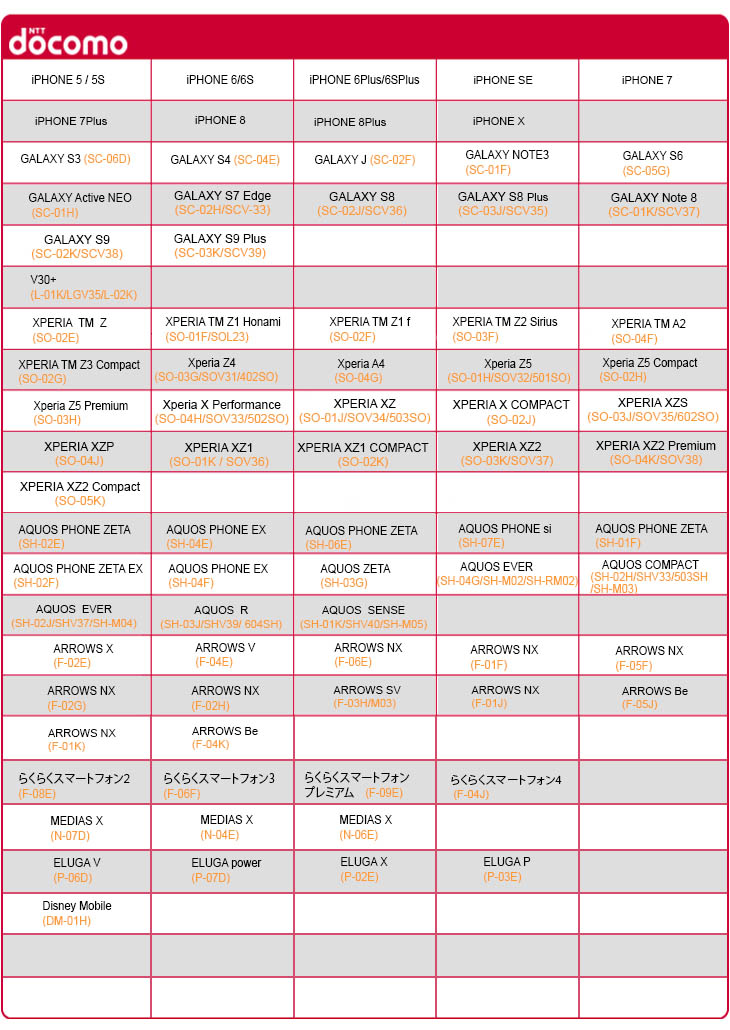 NTT
döcomo
iPHONE 5 / 5S
iPHONE 6/6S
iPHONE 6Plus/6SPlus
iPHONE SE
iPHONE 7
iPHONE 7Plus
iPHONE 8
iPHONE 8Plus
iPHONE X
GALAXY S3 (SC-06D)
GALAXY S4 (SC-04E)
GALAXY J (SC-02F)
GALAXY NOTE3
(SC-01F)
GALAXY S6
(SC-05G)
GALAXY Active NEO
(SC-01H)
GALAXY S7 Edge
(SC-02H/SCV-33)
GALAXY S8
(SC-02J/SCV36)
GALAXY S8 Plus
(SC-03J/SCV35)
GALAXY Note 8
(SC-01K/SCV37)
GALAXY S9
(SC-02K/SCV38)
GALAXY S9 Plus
(SC-03K/SCV39)
V30+
(L-01K/LGV35/L-02K)
XPERIA TM Z
(SO-02E)
XPERIA TM Z1 Honami
(SO-01F/SOL23)
XPERIA TM Z1 f
(SO-02F)
XPERIA TM Z2 Sirius
(SO-03F)
XPERIA TM A2
(SO-04F)
XPERIA TM Z3 Compact
(SO-02G)
Xperia Z4
(SO-03G/SOV31/402SO)
Xperia A4
(SO-04G)
Xperia Z5
(SO-01H/SOV32/501SO)
Xperia Z5 Compact
(SO-02H)
Xperia Z5 Premium
(SO-03H)
Xperia X Performance
(SO-04H/SOV33/502SO)
XPERIA XZ
(SO-01J/SOV34/503SO)
XPERIA X COMPACT
(SO-02J)
XPERIA XZS
(SO-03J/SOV35/602SO)
XPERIA XZP
(SO-04J)
XPERIA XZ1
(SO-01K / SOV36)
XPERIA XZ1 COMPACT
(SO-02K)
XPERIA XZ2
(SO-03K/SOV37)
XPERIA XZ2 Premium
(SO-04K/SOV38)
XPERIA XZ2 Compact
(SO-05K)
AQUOS PHONE ZETA
(SH-02E)
AQUOS PHONE EX
(SH-04E)
AQUOS PHONE ZETA
(SH-06E)
AQUOS PHONE si
(SH-07E)
AQUOS PHONE ZETA
(SH-01F)
AQUOS PHONE ZETA EX
(SH-02F)
AQUOS PHONE EX
(SH-04F)
AQUOS ZETA
(SH-03G)
AQUOS EVER
(SH-04G/SH-M02/SH-RM02)
AQUOS COMPACT
(SH-02H/SHV33/503SH
/SH-M03)
AQUOS EVER
(SH-02J/SHV37/SH-M04)
AQUOS R
(SH-03J/SHV39/ 604SH)
AQUOS SENSE
(SH-01K/SHV40/SH-M05)
ARROWS X
(F-02E)
ARROWS V
(F-04E)
ARROWS NX
(F-06E)
ARROWS NX
(F-01F)
ARROWS NX
(F-05F)
ARROWS NX
(F-02G)
ARROWS NX
(F-02H)
ARROWS SV
(F-03H/M03)
ARROWS NX
(F-01J)
ARROWS Be
(F-05J)
ARROWS NX
(F-01K)
ARROWS Be
(F-04K)
らくらくスマートフォン2
(F-08E)
らくらくスマートフォン3
(F-06F)
らくらくスマートフォン
プレミアム (F-09E)
らくらくスマートフォン4
(F-04J)
MEDIAS X
(N-07D)
MEDIAS X
(N-04E)
MEDIAS X
(N-06E)
ELUGA V
(P-06D)
ELUGA power
(P-07D)
ELUGA X
(P-02E)
ELUGA P
(P-03E)
Disney Mobile
(DM-01H)